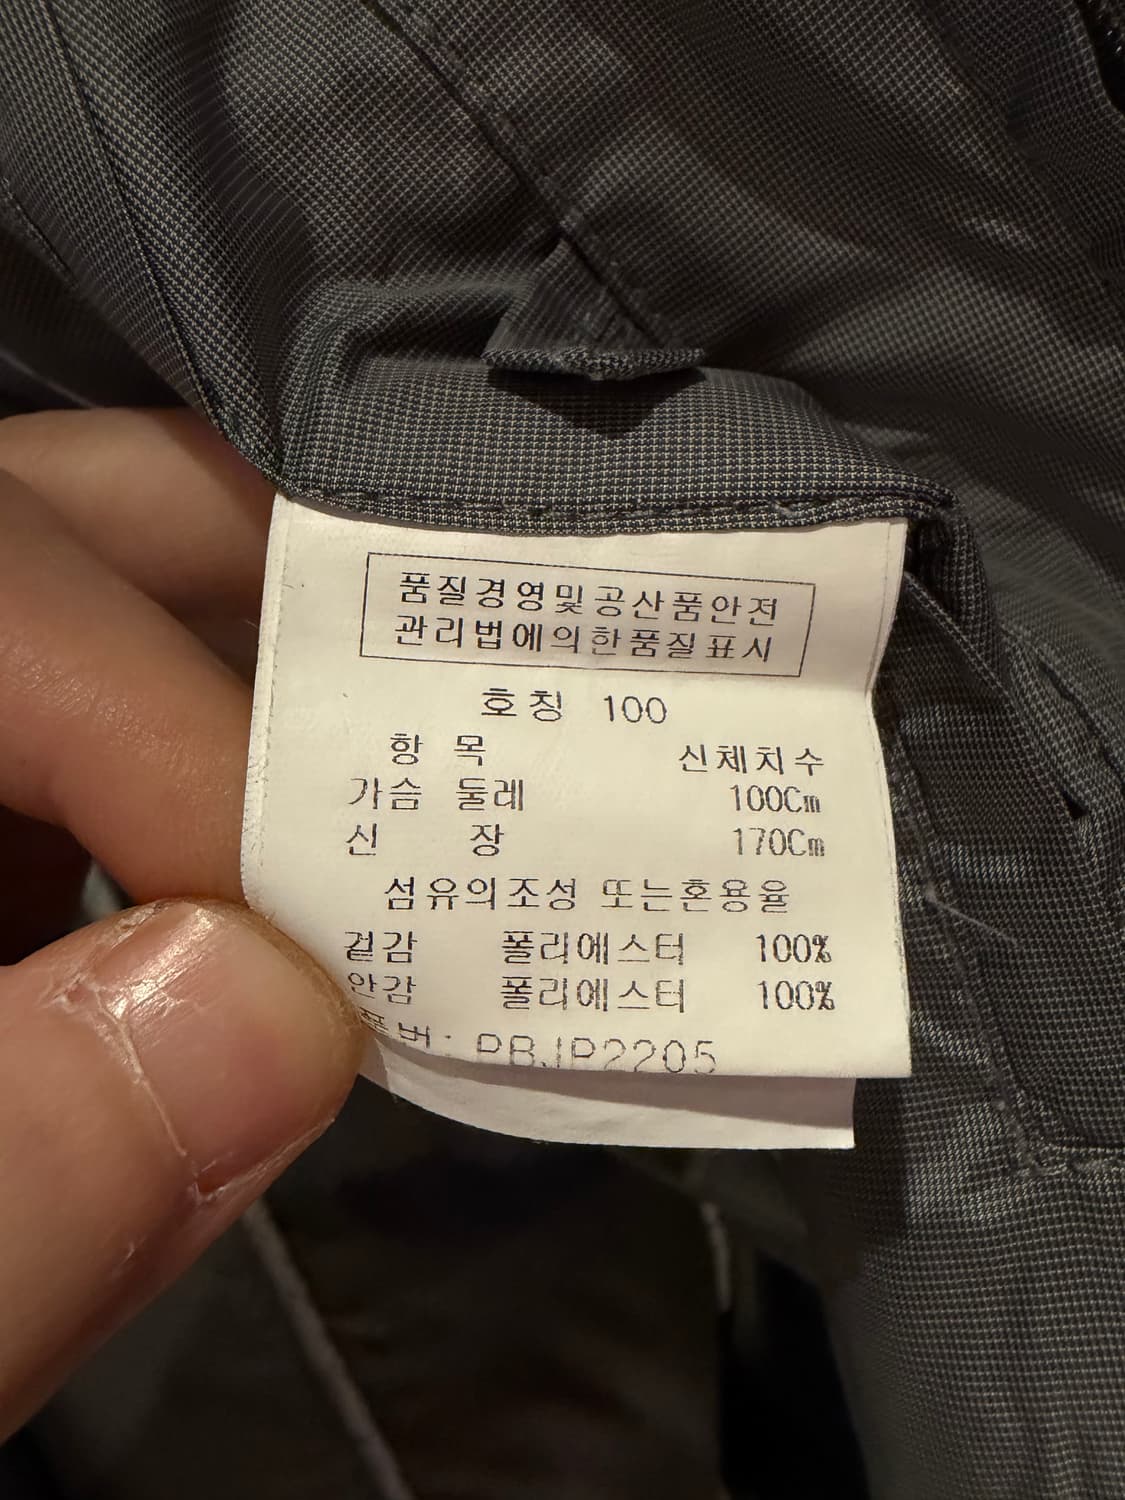 품질경영및공산품안전
관리법에의한품질표시
호칭 100
항 목 신체치수
가슴 둘레 100Cm
신 장 170Cm
섬유의조성 또는혼용율
겉감 폴리에스터 100%
안감 폴리에스터 100%
품번: PBJP2205